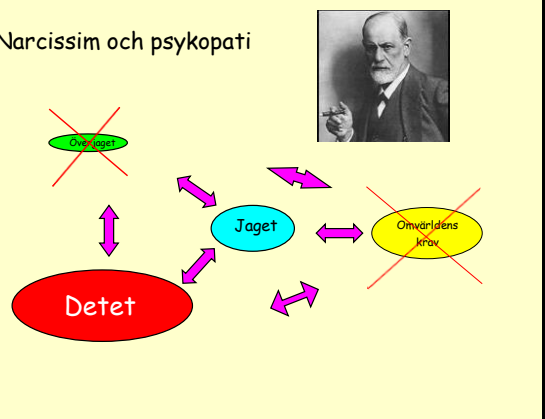 Narcissim och psykopati
Överjaget
Jaget
Omvärldens
krav
Detet